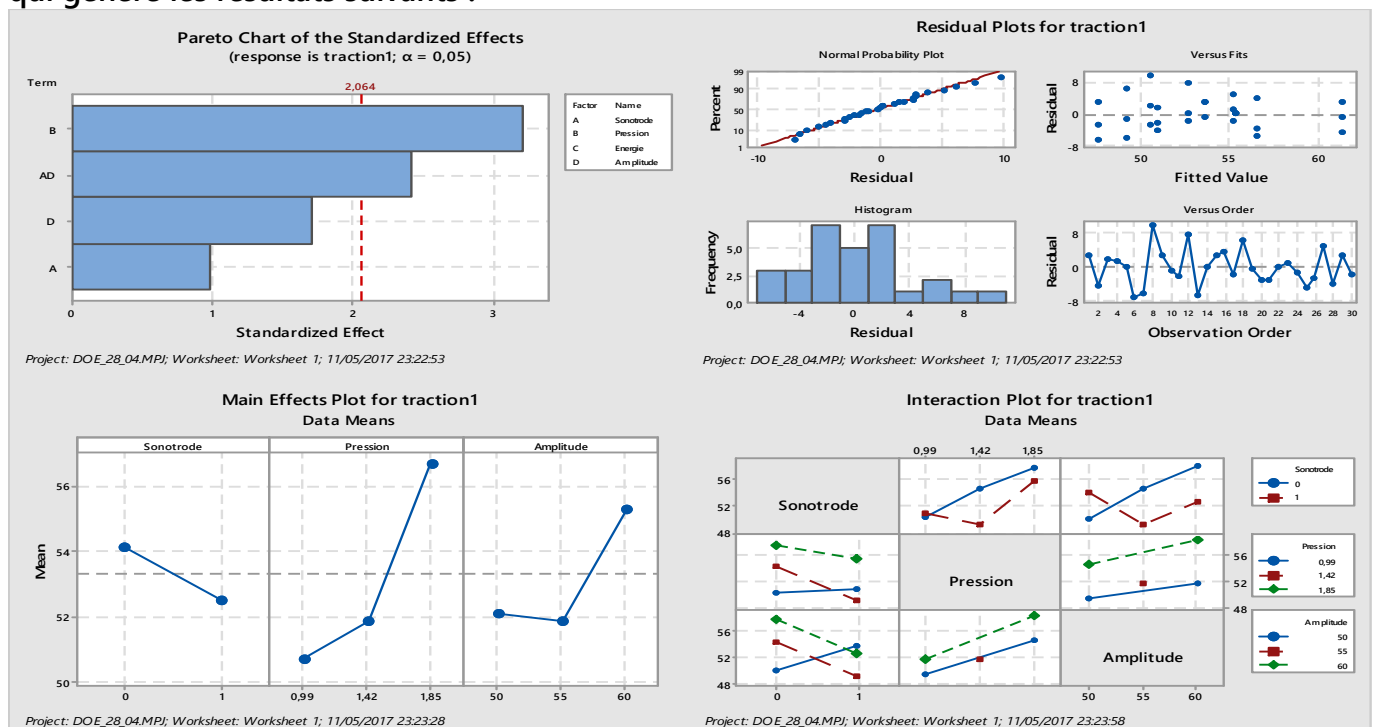 qui génère les résultats suivants :
Pareto Chart of the Standardized Effects
(response is traction1; α = 0,05)
Term
2,064
B
AD
D
A
0 1 2 3
Standardized Effect
Factor Name
A Sonotrode
B Pression
C Energie
D Amplitude
Project: DOE_28_04.MPJ; Worksheet: Worksheet 1; 11/05/2017 23:22:53
Residual Plots for traction1
Normal Probability Plot
Percent
99
90
50
10
1
-10 0 10
Residual
Versus Fits
Residual
8
0
-8
50 55 60
Fitted Value
Histogram
Frequency
5,0
2,5
0,0
-4 0 4 8
Residual
Versus Order
Residual
8
0
-8
2 4 6 8 10 12 14 16 18 20 22 24 26 28 30
Observation Order
Project: DOE_28_04.MPJ; Worksheet: Worksheet 1; 11/05/2017 23:22:53
Main Effects Plot for traction1
Data Means
Sonotrode Pression Amplitude
Mean
56
54
52
50
0 1 0,99 1,42 1,85 50 55 60
Project: DOE_28_04.MPJ; Worksheet: Worksheet 1; 11/05/2017 23:23:28
Interaction Plot for traction1
Data Means
0,99 1,42 1,85
56
52
48
Sonotrode
Sonotrode
0
1
Pression
56
52
48
Pression
0,99
1,42
1,85
56
52
48
Amplitude
Amplitude
50
55
60
0 1 50 55 60
Project: DOE_28_04.MPJ; Worksheet: Worksheet 1; 11/05/2017 23:23:58